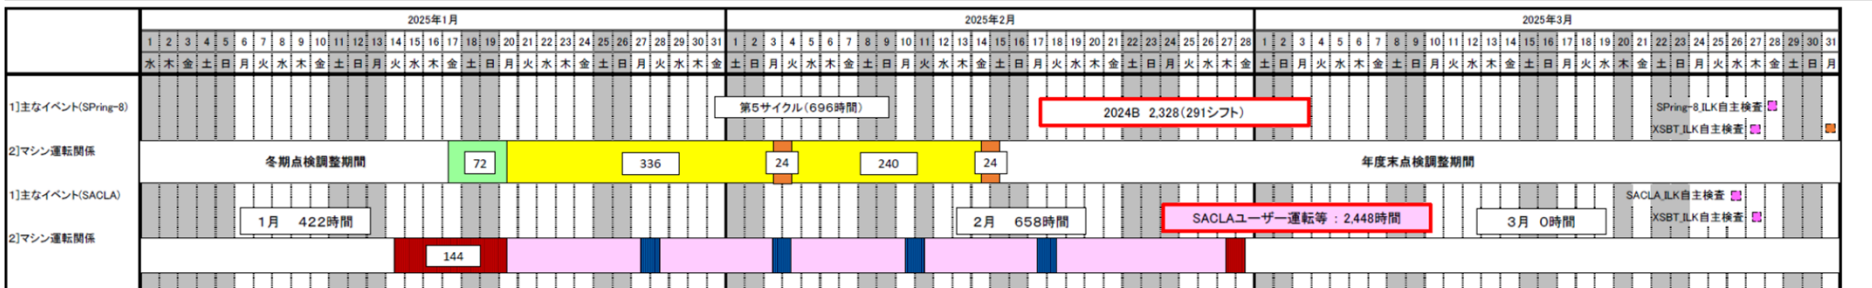 2025年1月 2025年2月 2025年3月
1 2 3 4 5 6 7 8 9 10 11 12 13 14 15 16 17 18 19 20 21 22 23 24 25 26 27 28 29 30 31 1 2 3 4 5 6 7 8 9 10 11 12 13 14 15 16 17 18 19 20 21 22 23 24 25 26 27 28 1 2 3 4 5 6 7 8 9 10 11 12 13 14 15 16 17 18 19 20 21 22 23 24 25 26 27 28 29 30 31
水 木 金 土 日 月 火 水 木 金 土 日 月 火 水 木 金 土 日 月 火 水 木 金 土 日 月 火 水 木 金 土 日 月 火 水 木 金 土 日 月 火 水 木 金 土 日 月 火 水 木 金 土 日 月 火 水 木 金 土 日 月 火 水 木 金 土 日 月 火 水 木 金 土 日 月 火 水 木 金 土 日 月 火 水 木 金 土 日 月
1]主なイベント(SPring-8) 第5サイクル(696時間) 2024B 2,328(291シフト) SPring-8_ILK自主検査
XSBT_ILK自主検査
2]マシン運転関係 冬期点検調整期間 72 336 24 240 24 年度末点検調整期間
1]主なイベント(SACLA) SACLA_ILK自主検査
1月 422時間 2月 658時間 SACLAユーザー運転等 : 2,448時間 3月 0時間 XSBT_ILK自主検査
2]マシン運転関係 144